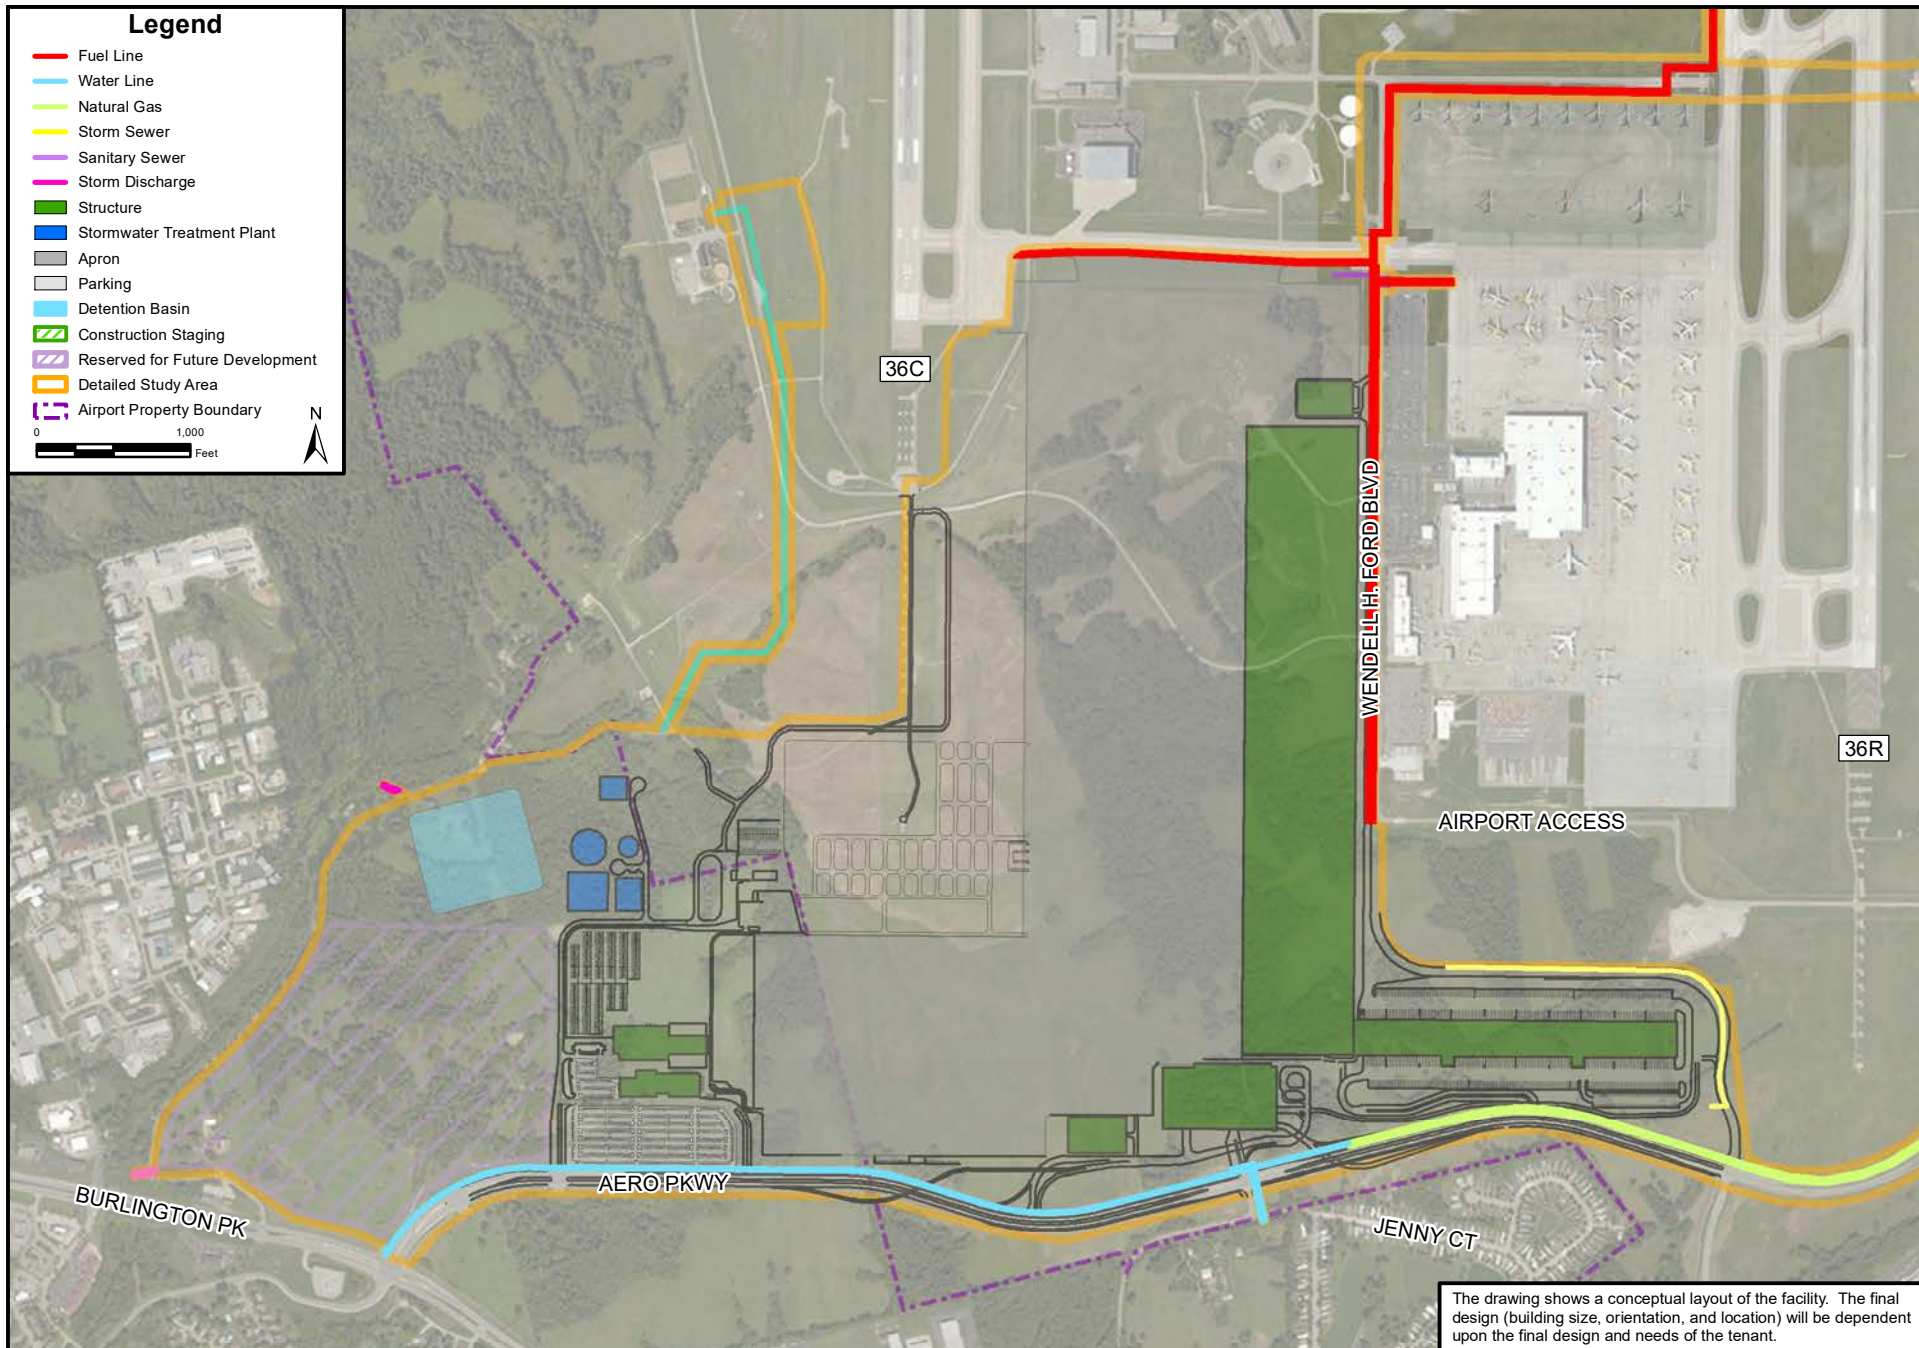 Legend
Fuel Line
Water Line
Natural Gas
Storm Sewer
Sanitary Sewer
Storm Discharge
Structure
Stormwater Treatment Plant
Apron
Parking
Detention Basin
Construction Staging
Reserved for Future Development
Detailed Study Area
Airport Property Boundary
N
0 1,000
Feet
36C
WENDELL H. FORD BLVD
36R
AIRPORT ACCESS
AERO PKWY
BURLINGTON PK
JENNY CT
The drawing shows a conceptual layout of the facility. The final
design (building size, orientation, and location) will be dependent
upon the final design and needs of the tenant.